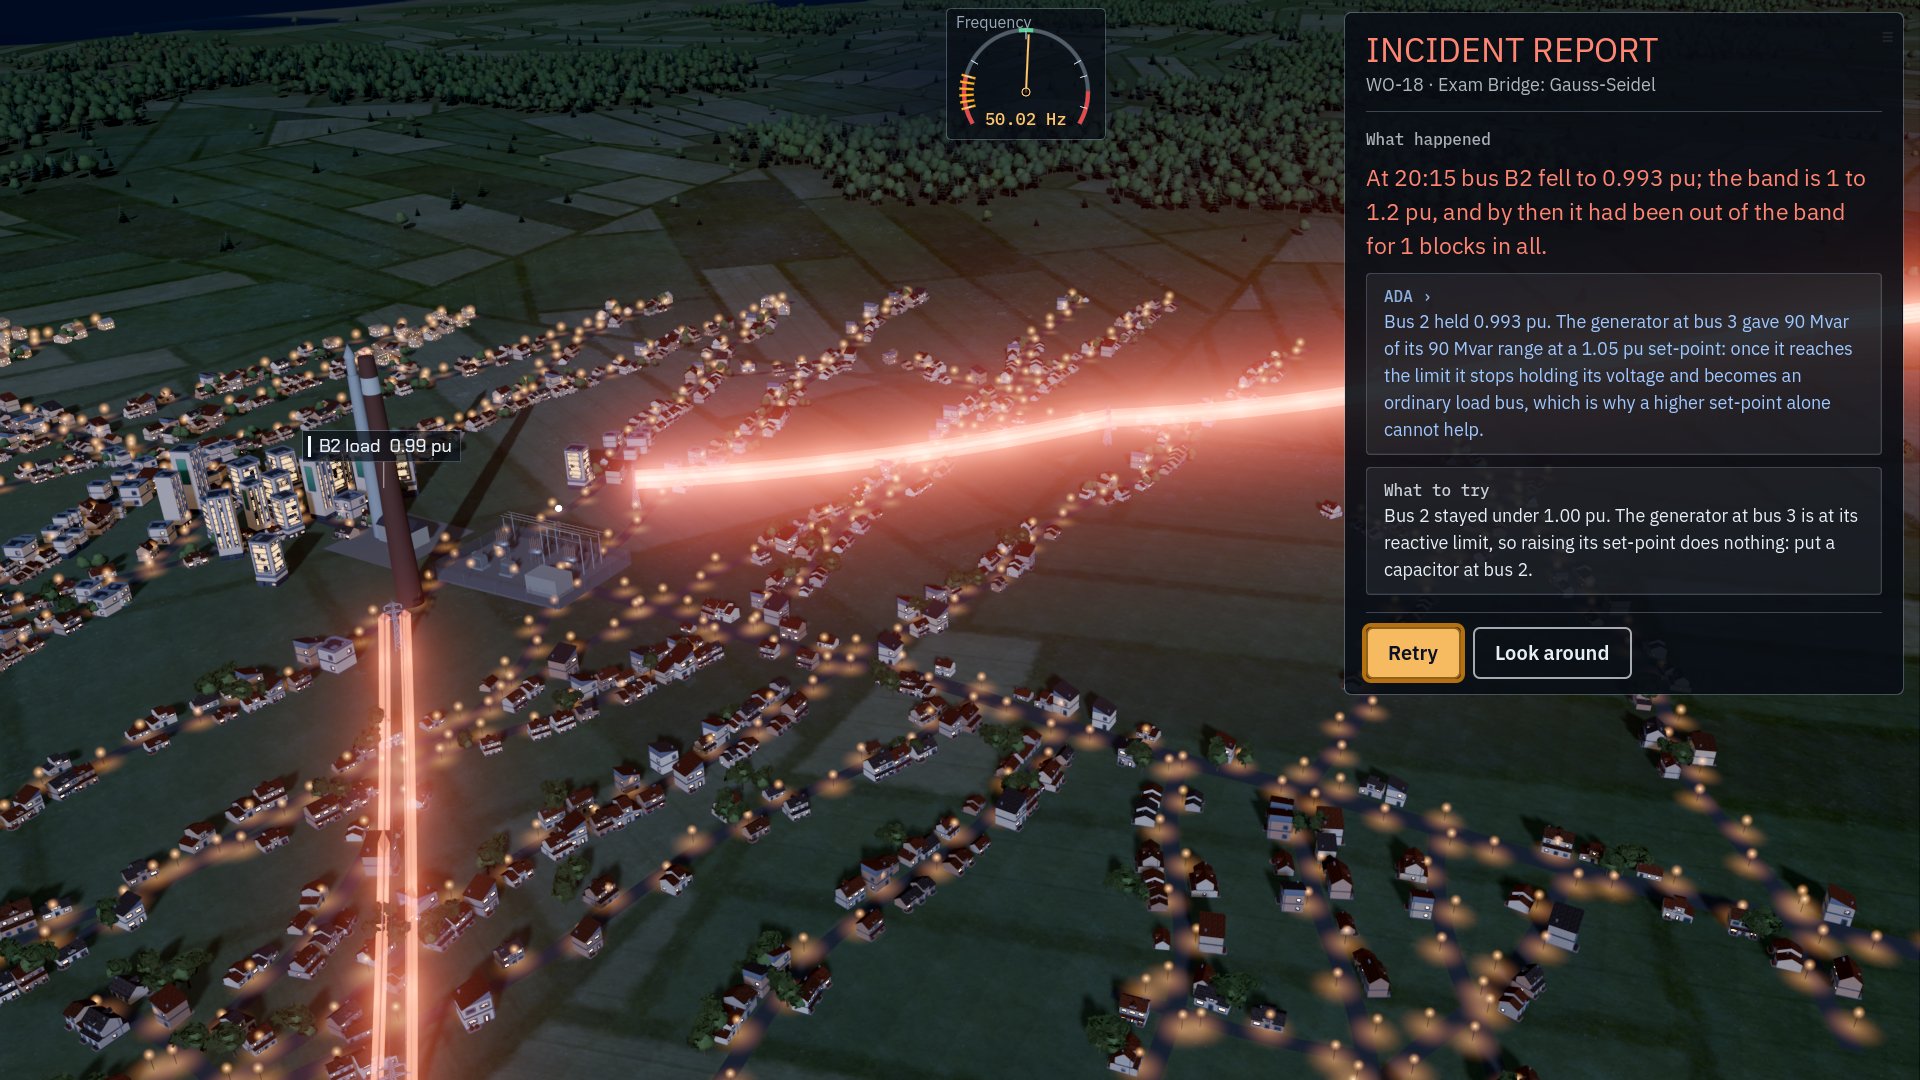 Frequency
50.02 Hz
B2 load 0.99 pu
INCIDENT REPORT
WO-18 · Exam Bridge: Gauss-Seidel
What happened
At 20:15 bus B2 fell to 0.993 pu; the band is 1 to
1.2 pu, and by then it had been out of the band
for 1 blocks in all.
ADA ›
Bus 2 held 0.993 pu. The generator at bus 3 gave 90 Mvar
of its 90 Mvar range at a 1.05 pu set-point: once it reaches
the limit it stops holding its voltage and becomes an
ordinary load bus, which is why a higher set-point alone
cannot help.
What to try
Bus 2 stayed under 1.00 pu. The generator at bus 3 is at its
reactive limit, so raising its set-point does nothing: put a
capacitor at bus 2.
Retry
Look around